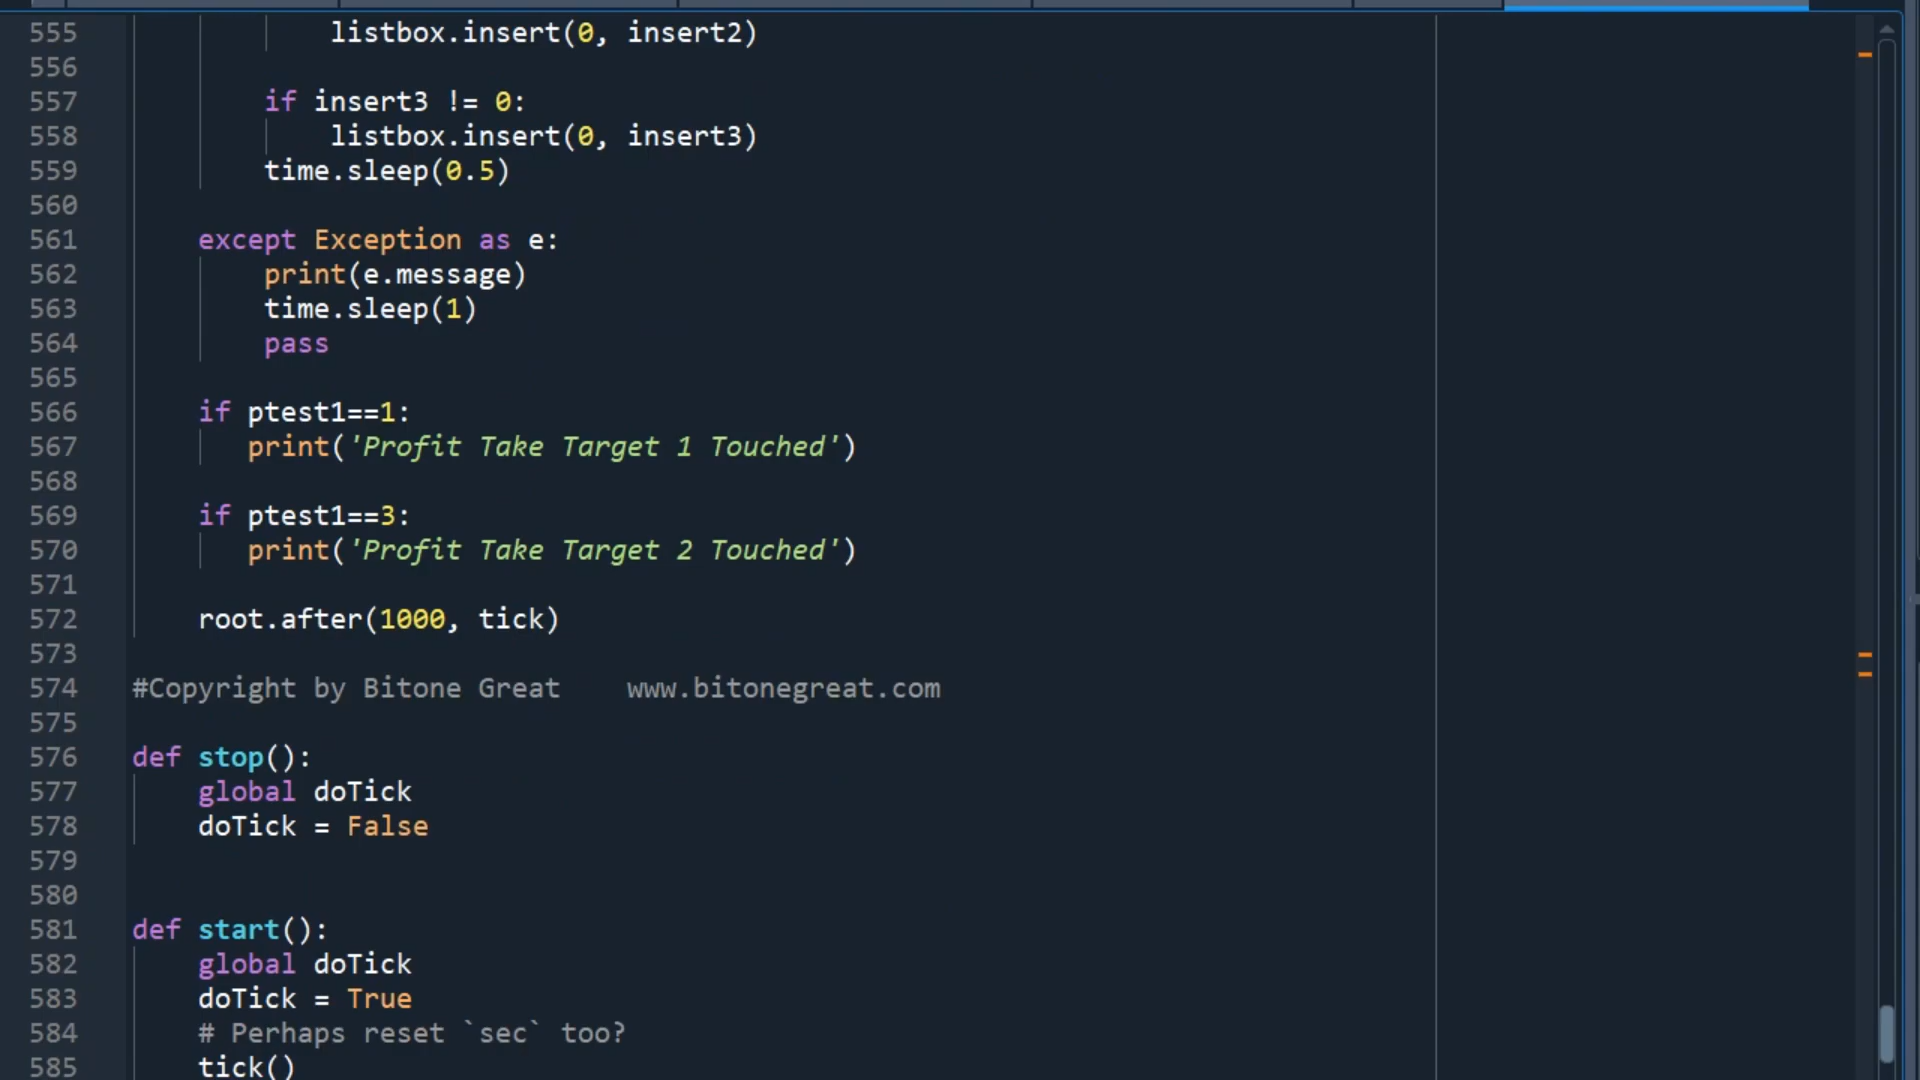 555 listbox.insert(0, insert2)
556
557 if insert3 != 0:
558 listbox.insert(0, insert3)
559 time.sleep(0.5)
560
561 except Exception as e:
562 print(e.message)
563 time.sleep(1)
564 pass
565
566 if ptest1==1:
567 print('Profit Take Target 1 Touched')
568
569 if ptest1==3:
570 print('Profit Take Target 2 Touched')
571
572 root.after(1000, tick)
573
574 #Copyright by Bitone Great    www.bitonegreat.com
575
576 def stop():
577 global doTick
578 doTick = False
579
580
581 def start():
582 global doTick
583 doTick = True
584 # Perhaps reset `sec` too?
585 tick()